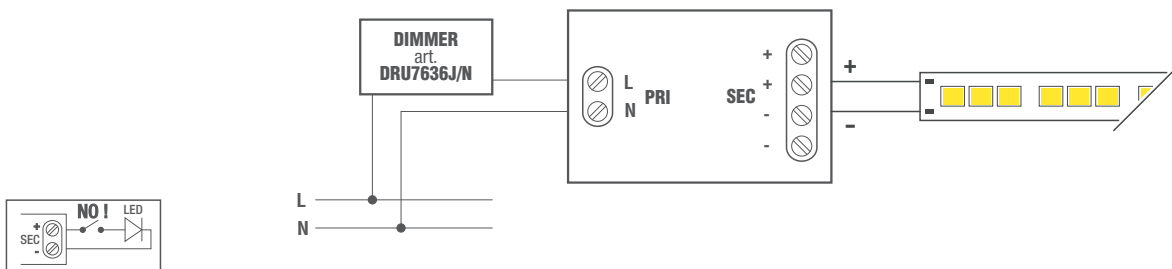 DIMMER
art.
DRU7636J/N
L
N
PRI
SEC
+
+
-
-
+
-
L
N
NO !
LED
SEC
+
-